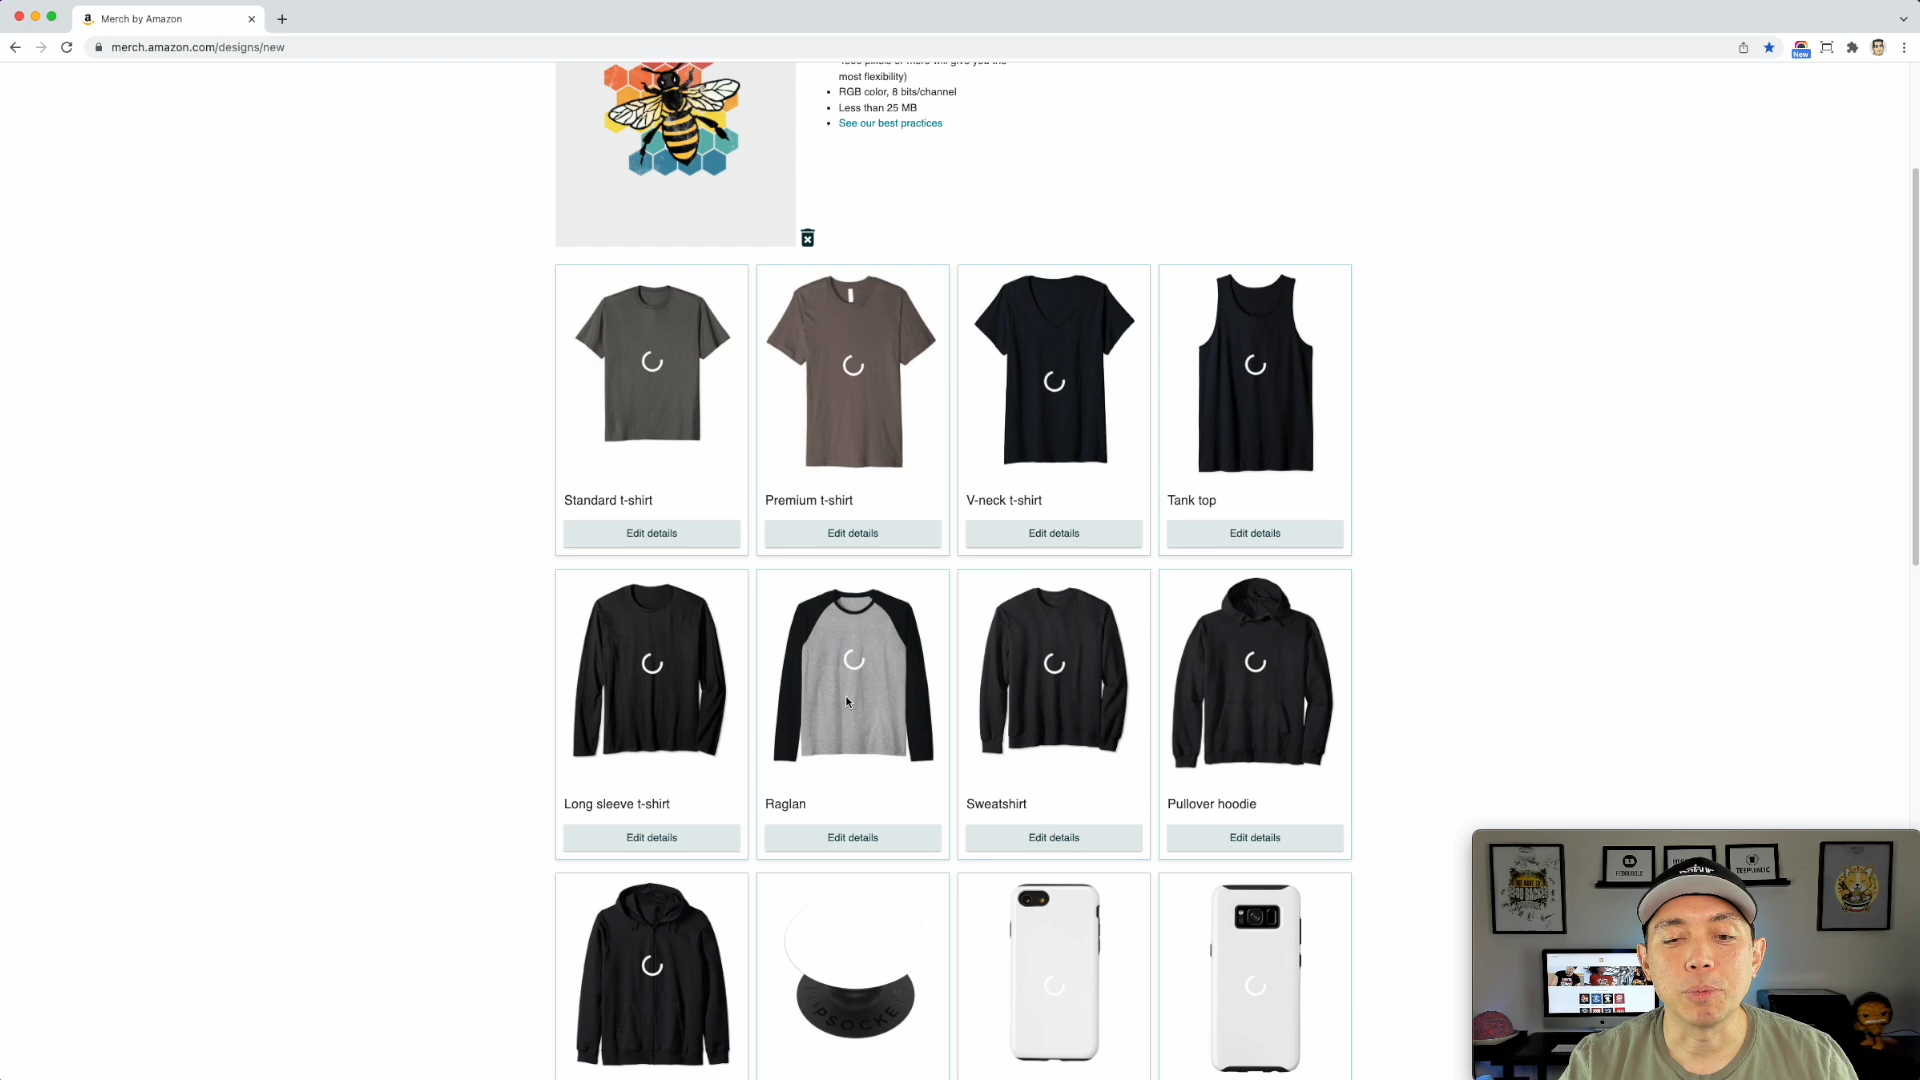 Merch by Amazon
merch.amazon.com/designs/new
New
most flexibility)
RGB color, 8 bits/channel
Less than 25 MB
See our best practices
Standard t-shirt
Premium t-shirt
V-neck t-shirt
Tank top
Edit details
Edit details
Edit details
Edit details
Long sleeve t-shirt
Raglan
Sweatshirt
Pullover hoodie
Edit details
Edit details
Edit details
Edit details